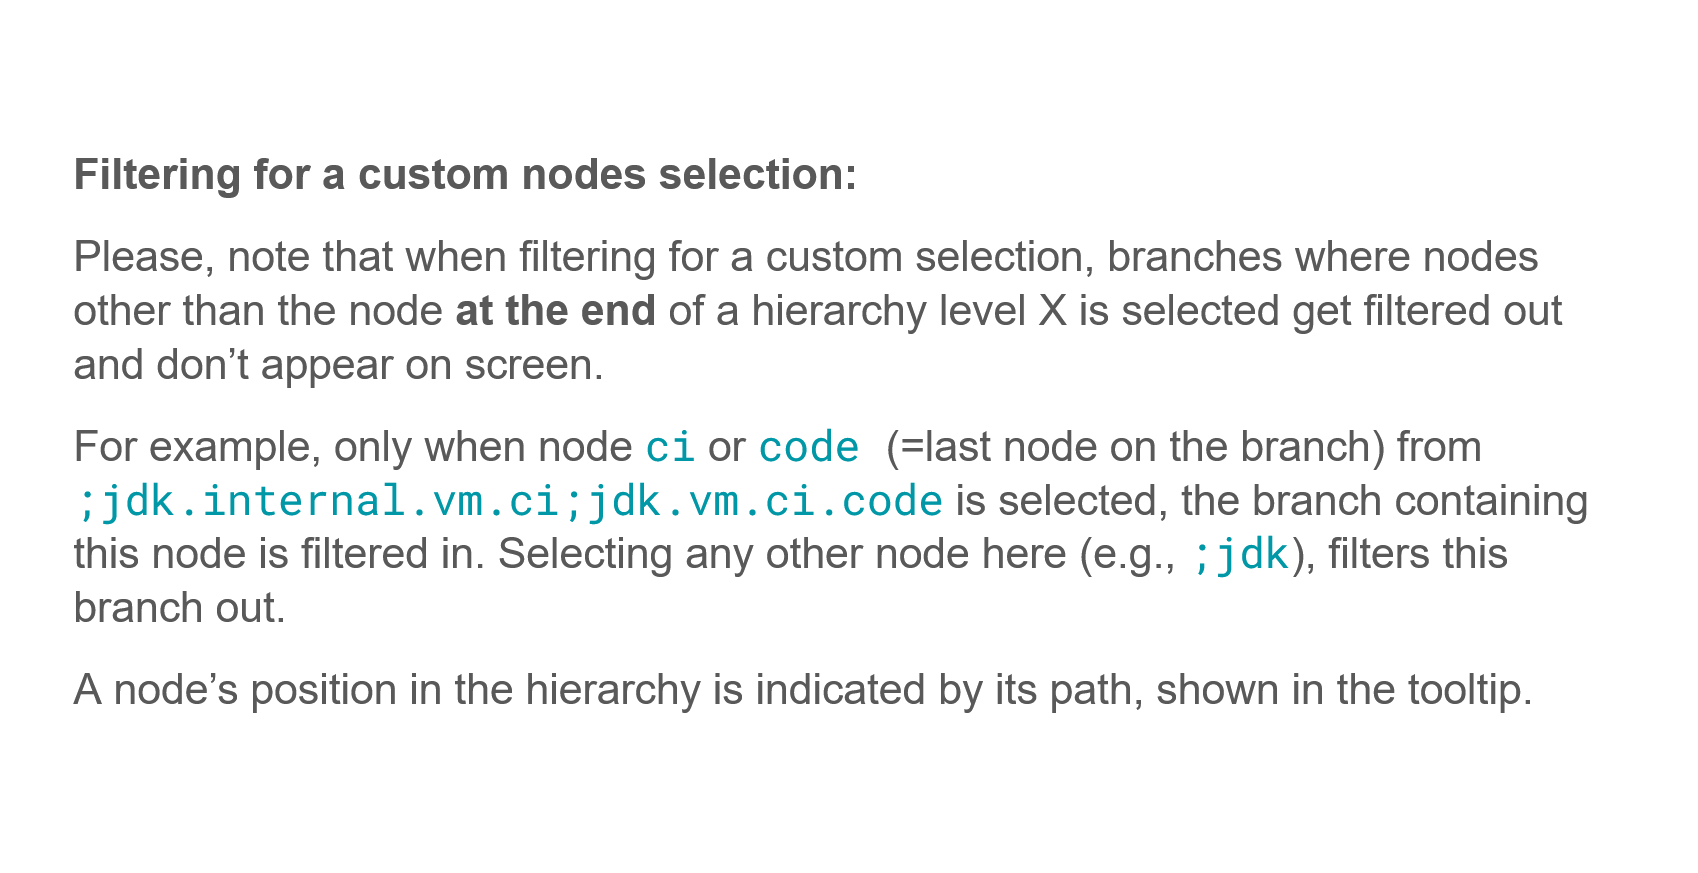 Filtering for a custom nodes selection:
Please, note that when filtering for a custom selection, branches where nodes
other than the node at the end of a hierarchy level X is selected get filtered out
and don’t appear on screen.
For example, only when node ci or code (=last node on the branch) from
;jdk.internal.vm.ci;jdk.vm.ci.code is selected, the branch containing
this node is filtered in. Selecting any other node here (e.g., ;jdk), filters this
branch out.
A node’s position in the hierarchy is indicated by its path, shown in the tooltip.